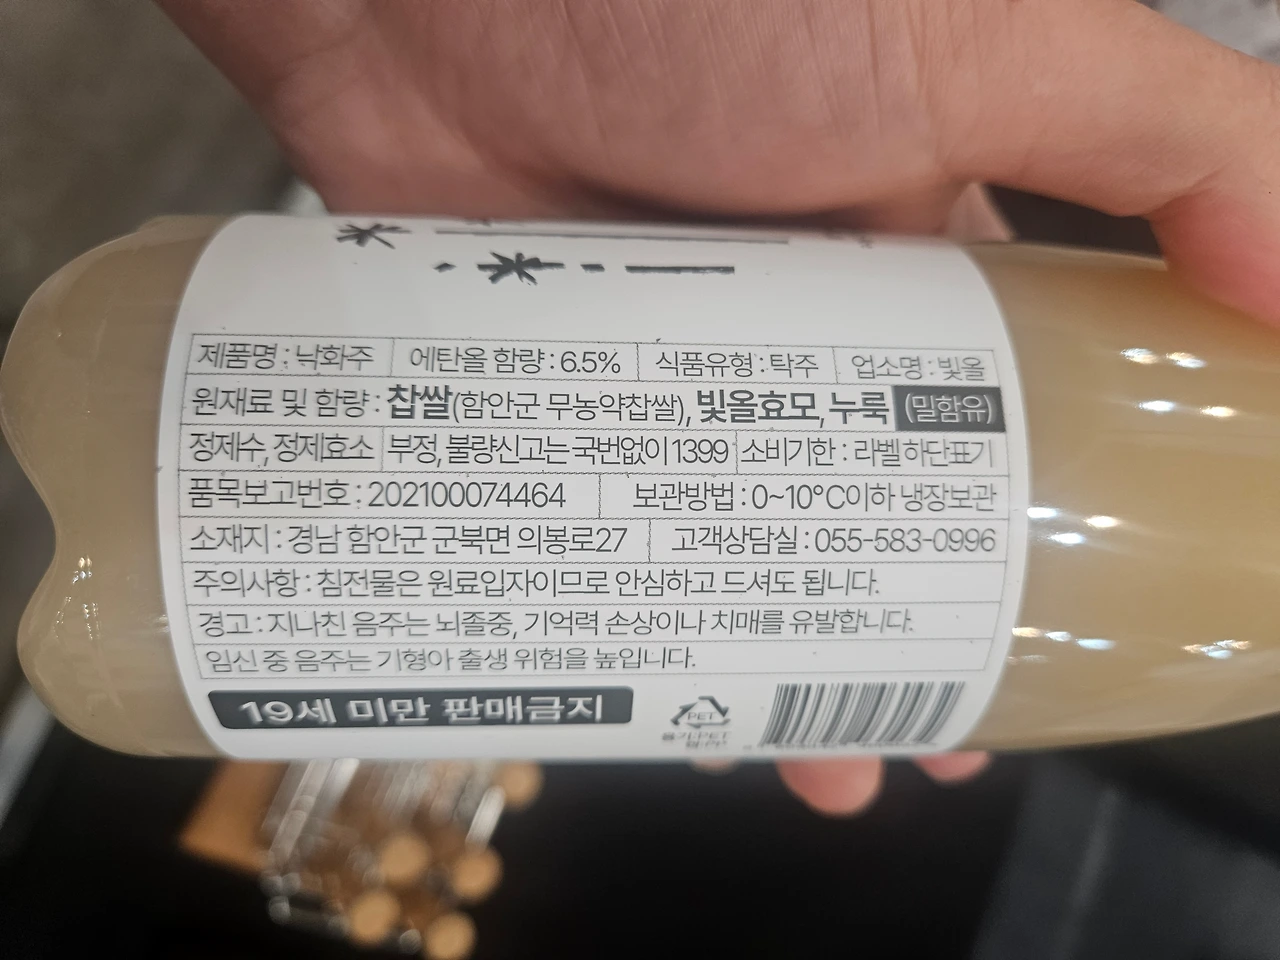 제품명 : 낙화주 에탄올 함량 : 6.5% 식품유형 : 탁주 업소명 : 빛올
원재료 및 함량 : 찹쌀(함안군 무농약찹쌀), 빛올효모, 누룩 (밀함유)
정제수, 정제효소 부정, 불량신고는 국번없이 1399 소비기한 : 라벨하단표기
품목보고번호 : 202100074464 보관방법 : 0~10°C이하 냉장보관
소재지 : 경남 함안군 군북면 의봉로27 고객상담실 : 055-583-0996
주의사항 : 침전물은 원료입자이므로 안심하고 드셔도 됩니다.
경고 : 지나친 음주는 뇌졸중, 기억력 손상이나 치매를 유발합니다.
임신 중 음주는 기형아 출생 위험을 높입니다.
19세 미만 판매금지
PET
용기:PET